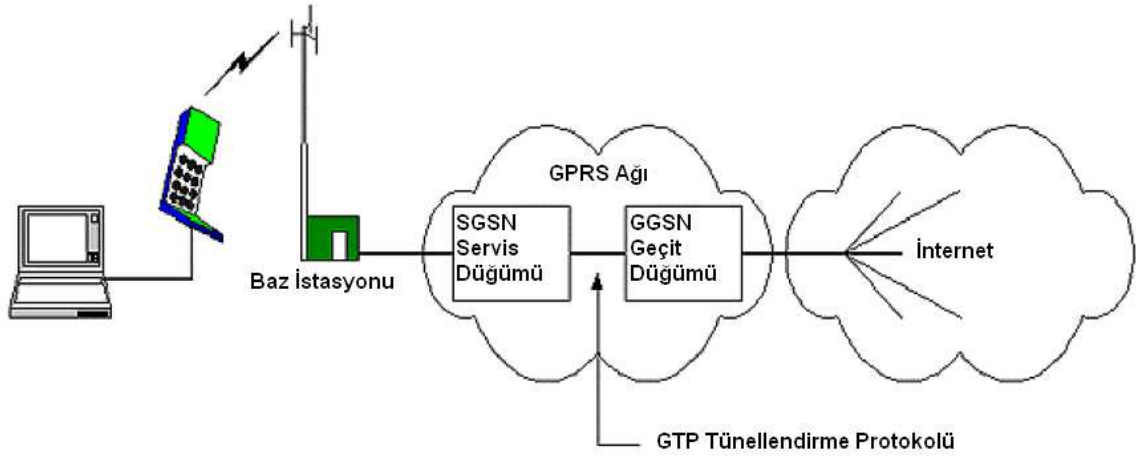 GPRS Ağı
SGSN
Servis
Düğümü
GGSN
Geçit
Düğümü
İnternet
Baz İstasyonu
GTP Tünellendirme Protokolü